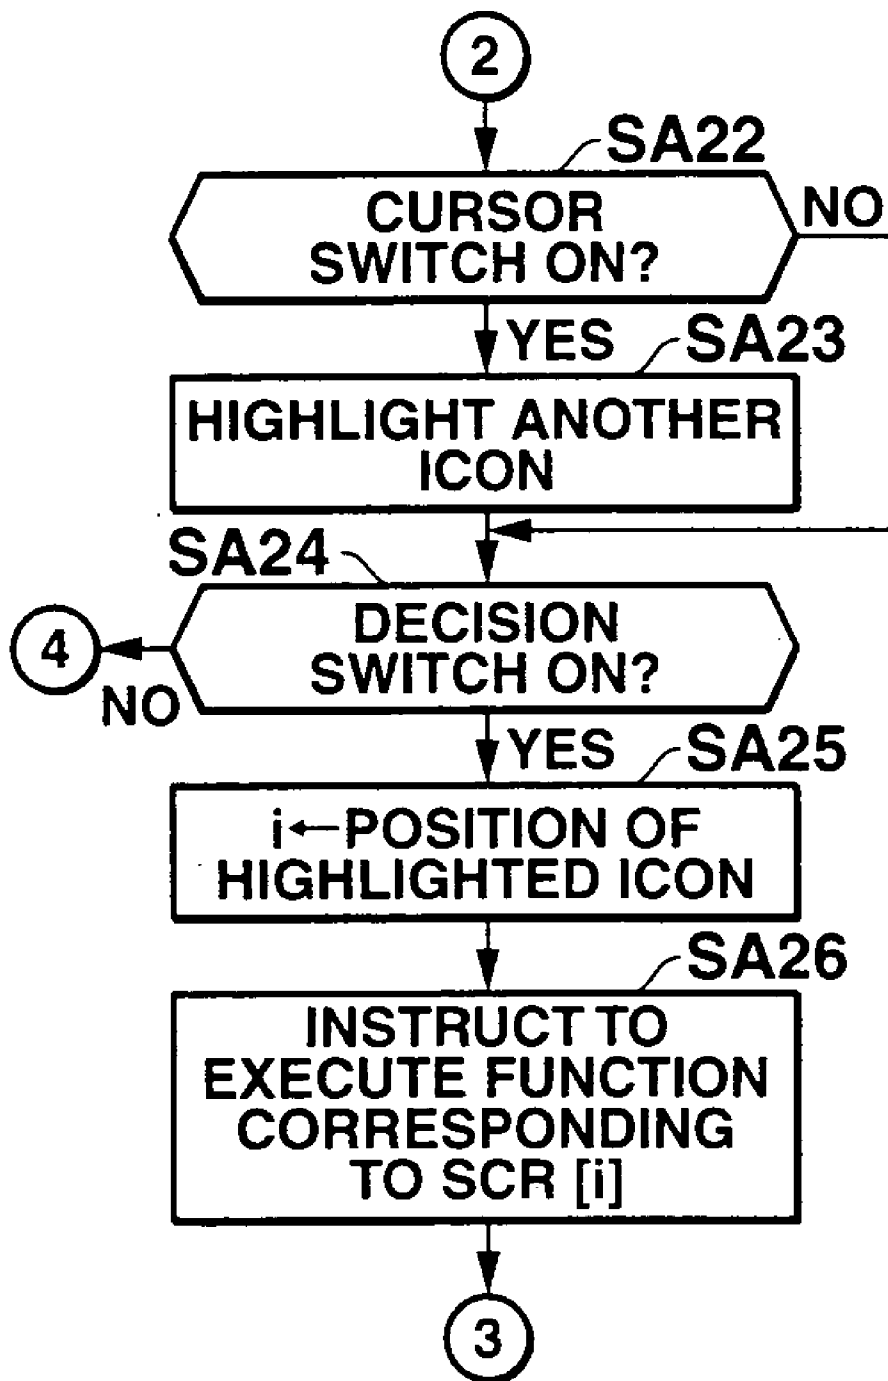 2
SA22
CURSOR
SWITCH ON?
NO
YES
SA23
HIGHLIGHT ANOTHER
ICON
SA24
DECISION
SWITCH ON?
4
NO
YES
SA25
i←POSITION OF
HIGHLIGHTED ICON
SA26
INSTRUCT TO
EXECUTE FUNCTION
CORRESPONDING
TO SCR [i]
3